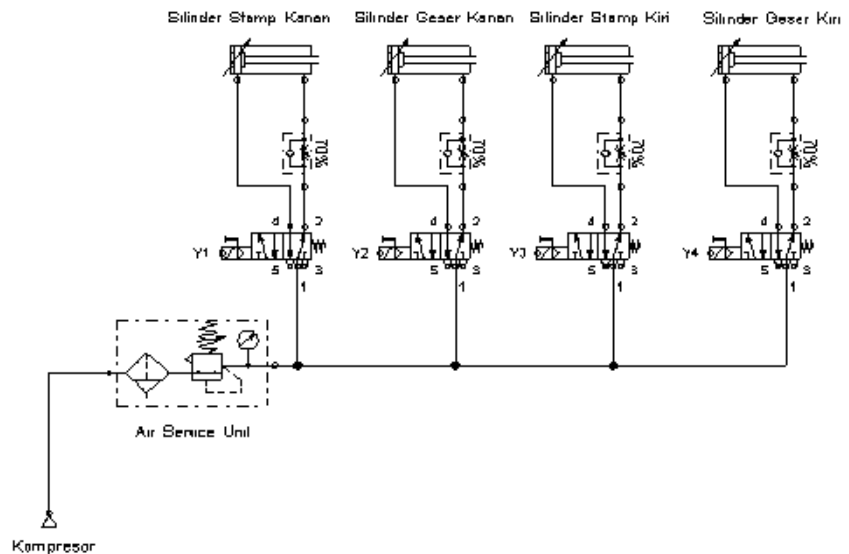 Silinder Stamp Kanan Silinder Geser Kanan Silinder Stamp Kiri Silinder Geser Kiri
70% 70% 70% 70%
4 2 4 2 4 2 4 2
Y1 Y2 Y3 Y4
5 3 5 3 5 3 5 3
1 1 1 1
Air Service Unit
Kompresor